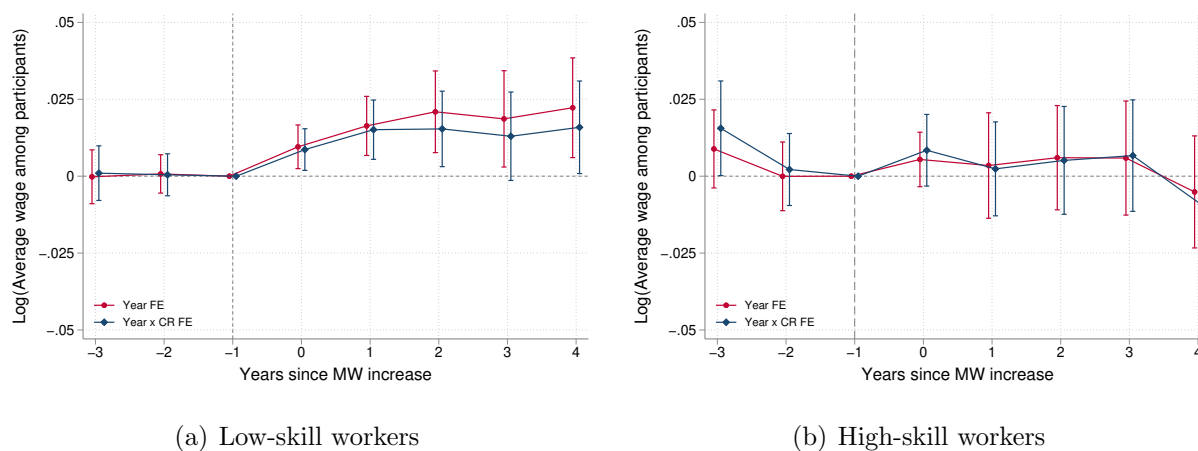 Log(Average wage among participants)
.05
.025
0
−.025
−.05
Year FE
Year x CR FE
−3 −2 −1 0 1 2 3 4
Years since MW increase
(a) Low-skill workers
Log(Average wage among participants)
.05
.025
0
−.025
−.05
Year FE
Year x CR FE
−3 −2 −1 0 1 2 3 4
Years since MW increase
(b) High-skill workers